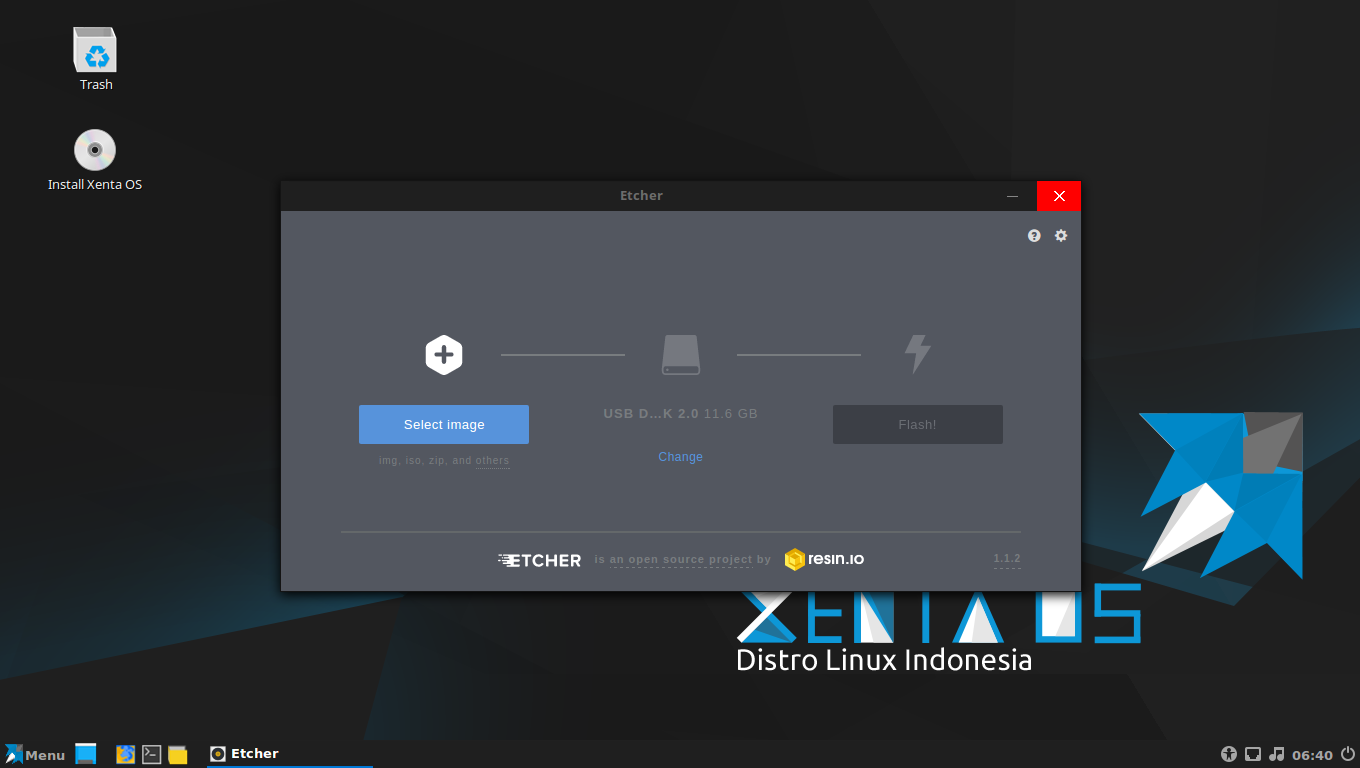 Trash
Install Xenta OS
Etcher
Select image
img, iso, zip, and others
USB D...K 2.0 11.6 GB
Change
Flash!
ETCHER is an open source project by resin.io 1.1.2
XENTA OS
Distro Linux Indonesia
Menu Etcher 06:40